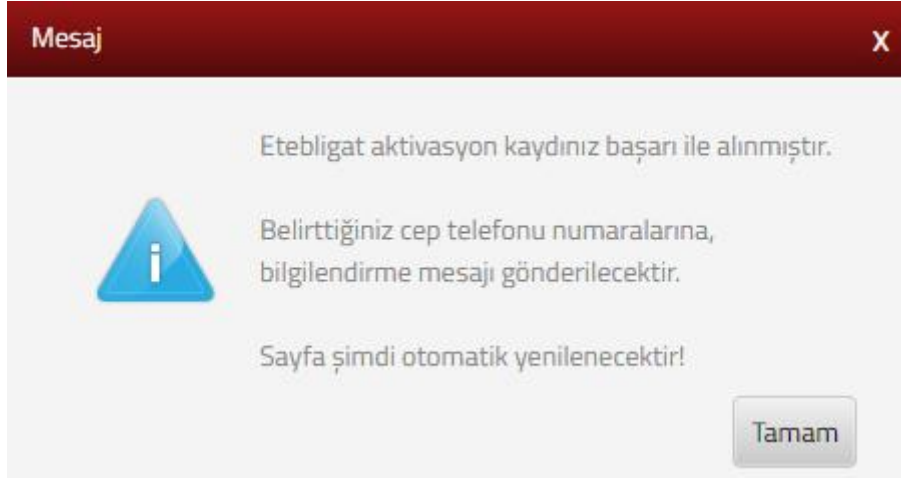 Mesaj
X
Etebligat aktivasyon kaydınız başarı ile alınmıştır.
Belirttiğiniz cep telefonu numaralarına,
bilgilendirme mesajı gönderilecektir.
Sayfa şimdi otomatik yenilenecektir!
Tamam